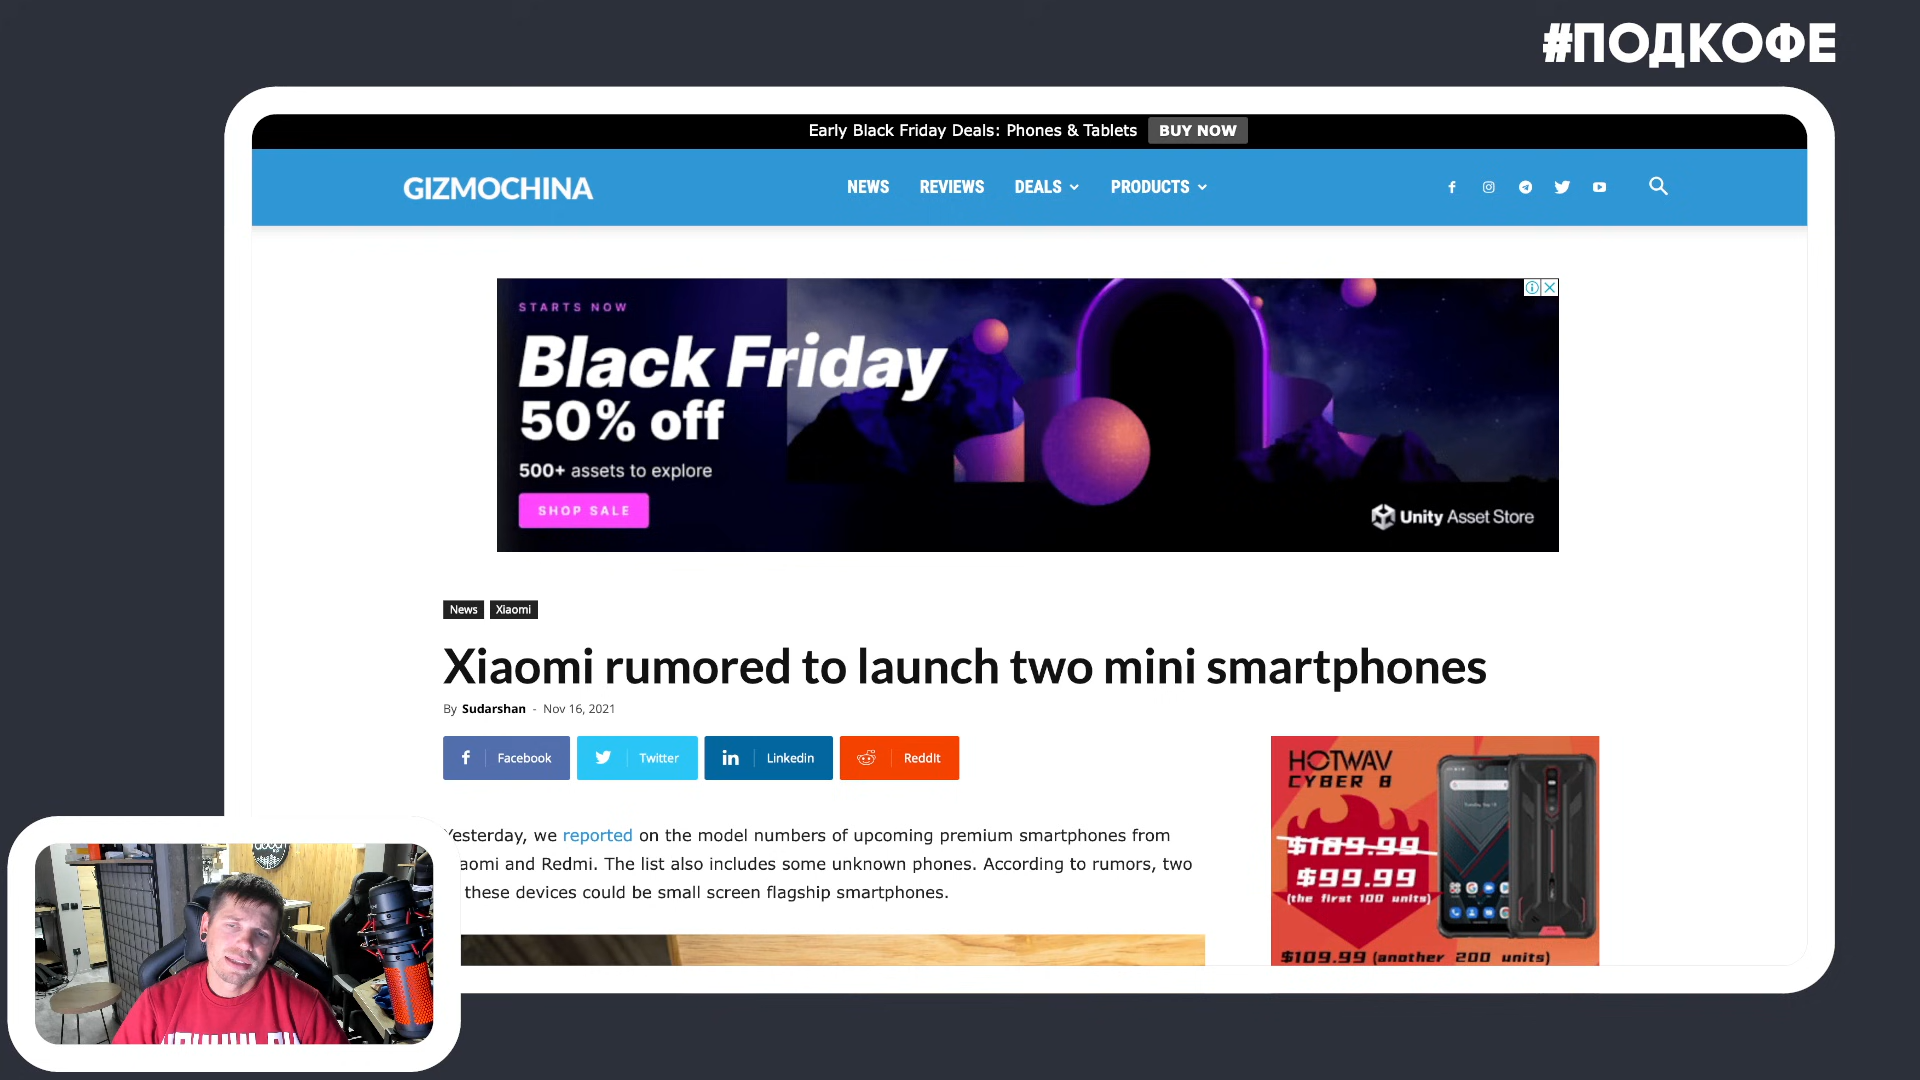 #ПОДКОФЕ
Early Black Friday Deals: Phones & Tablets BUY NOW
GIZMOCHINA
NEWS REVIEWS DEALS PRODUCTS
STARTS NOW
Black Friday
50% off
500+ assets to explore
SHOP SALE
Unity Asset Store
News Xiaomi
Xiaomi rumored to launch two mini smartphones
By Sudarshan - Nov 16, 2021
Facebook Twitter Linkedin ReddIt
Yesterday, we reported on the model numbers of upcoming premium smartphones from
aomi and Redmi. The list also includes some unknown phones. According to rumors, two
these devices could be small screen flagship smartphones.
HOTWAV
CYBER 8
$189.99
$99.99
(the first 100 units)
$109.99 (another 200 units)